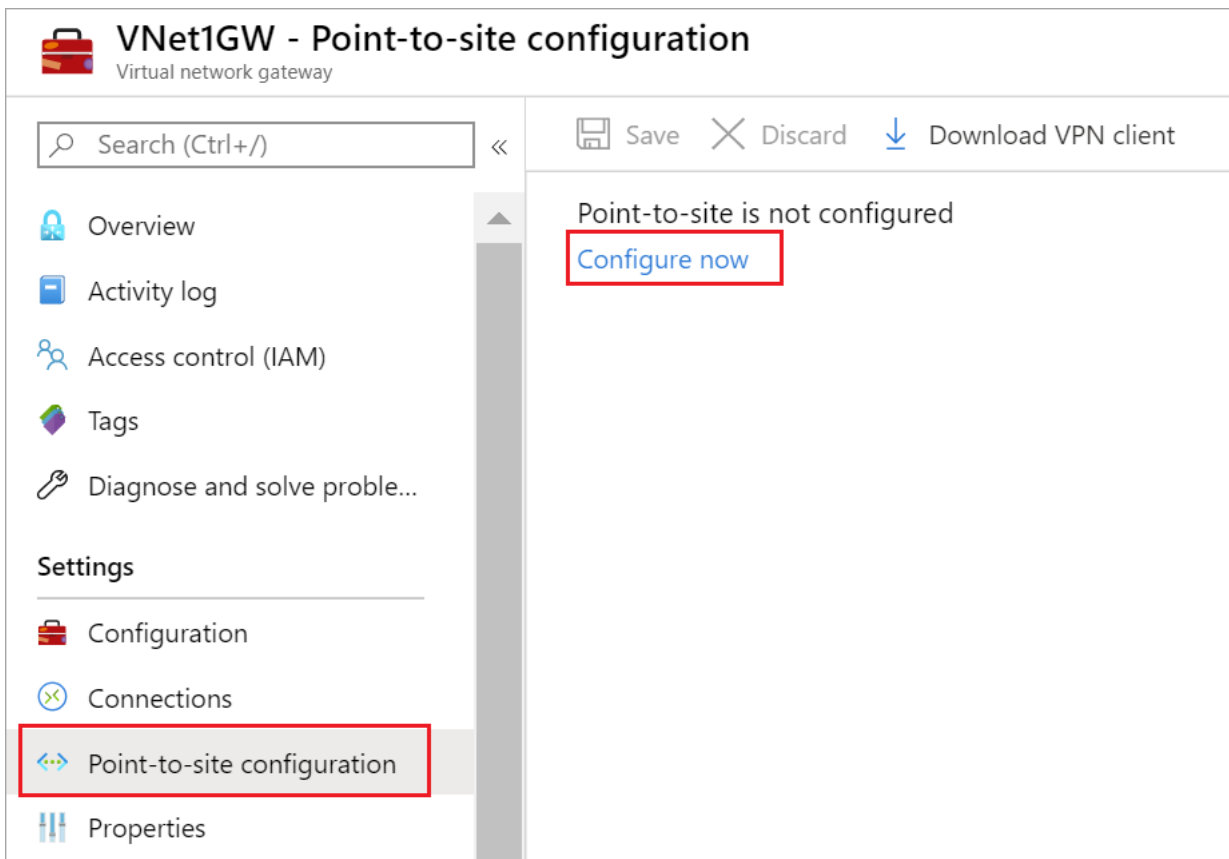 VNet1GW - Point-to-site configuration
Virtual network gateway
Search (Ctrl+/)
«
Save
Discard
Download VPN client
Overview
Activity log
Access control (IAM)
Tags
Diagnose and solve proble...
Settings
Configuration
Connections
Point-to-site configuration
Properties
Point-to-site is not configured
Configure now